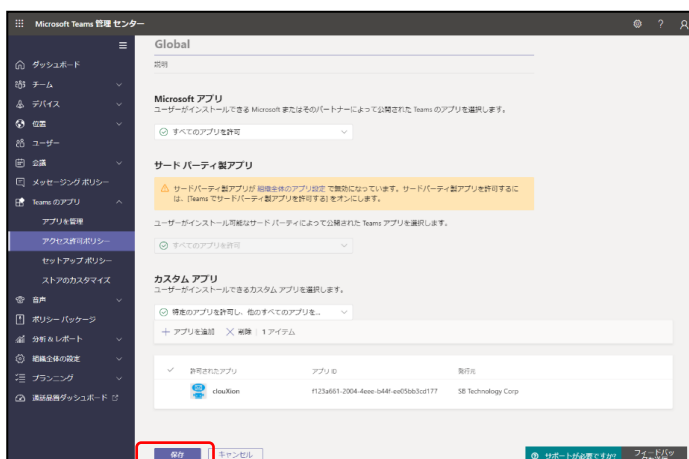 Microsoft Teams 管理 センター
?
Global
説明
ダッシュボード
チーム
デバイス
位置
ユーザー
会議
メッセージング ポリシー
Teams のアプリ
アプリを管理
アクセス許可ポリシー
セットアップ ポリシー
ストアのカスタマイズ
音声
ポリシー パッケージ
分析 & レポート
組織全体の設定
プランニング
通話品質ダッシュボード
Microsoft アプリ
ユーザーがインストールできる Microsoft またはそのパートナーによって公開された Teams のアプリを選択します。
すべてのアプリを許可
サード パーティ製アプリ
サードパーティ製アプリが 組織全体のアプリ設定 で無効になっています。サードパーティ製アプリを許可するに
は、[Teams でサードパーティ製アプリを許可する] をオンにします。
ユーザーがインストール可能なサード パーティによって公開された Teams アプリを選択します。
すべてのアプリを許可
カスタム アプリ
ユーザーがインストールできるカスタム アプリを選択します。
特定のアプリを許可し、他のすべてのアプリを...
+ アプリを追加 × 削除 | 1 アイテム
許可されたアプリ アプリ ID 発行元
clouXion f123a661-2004-4eee-b44f-ee05bb3cd177 SB Technology Corp
保存 キャンセル
サポートが必要ですか? フィードバッ
クを送信